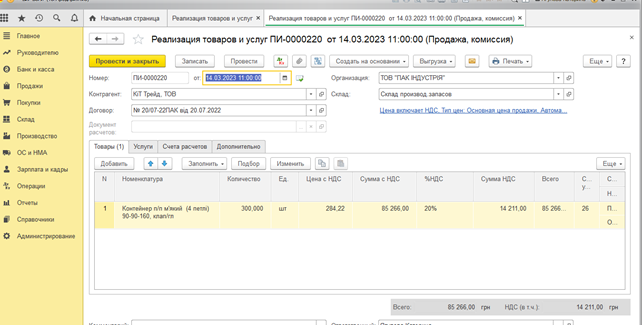 Начальная страница Реализация товаров и услуг Реализация товаров и услуг ПИ-0000220 от 14.03.2023 11:00:00 (Продажа, комиссия)
Главное
Руководителю
Банк и касса
Продажи
Покупки
Склад
Производство
ОС и НМА
Зарплата и кадры
Операции
Отчеты
Справочники
Администрирование
Реализация товаров и услуг ПИ-0000220 от 14.03.2023 11:00:00 (Продажа, комиссия)
Провести и закрыть Записать Провести Создать на основании Выгрузка Печать Еще ?
Номер: ПИ-0000220 от 14.03.2023 11:00:00 Организация: ТОВ "ПАК ІНДУСТРІЯ"
Контрагент: КіТ Трейд, ТОВ Склад: Склад производ запасов
Договор: № 20/07-22ПАК від 20.07.2022 Цена включает НДС, Тип цен: Основная цена продажи. Автома...
Документ расчетов:
Товары (1) Услуги Счета расчетов Дополнительно
Добавить Заполнить Подбор Изменить Еще
N Номенклатура Количество Ед. Цена с НДС Сумма с НДС %НДС Сумма НДС Всего С... С...
у... Н...
1 Контейнер п/п м'який (4 петлі) 300,000 шт 284,22 85 266,00 20% 14 211,00 85 266... 26 П...
90-90-160, клап/гл О...
Всего: 85 266,00 грн НДС (в т.ч.): 14 211,00 грн